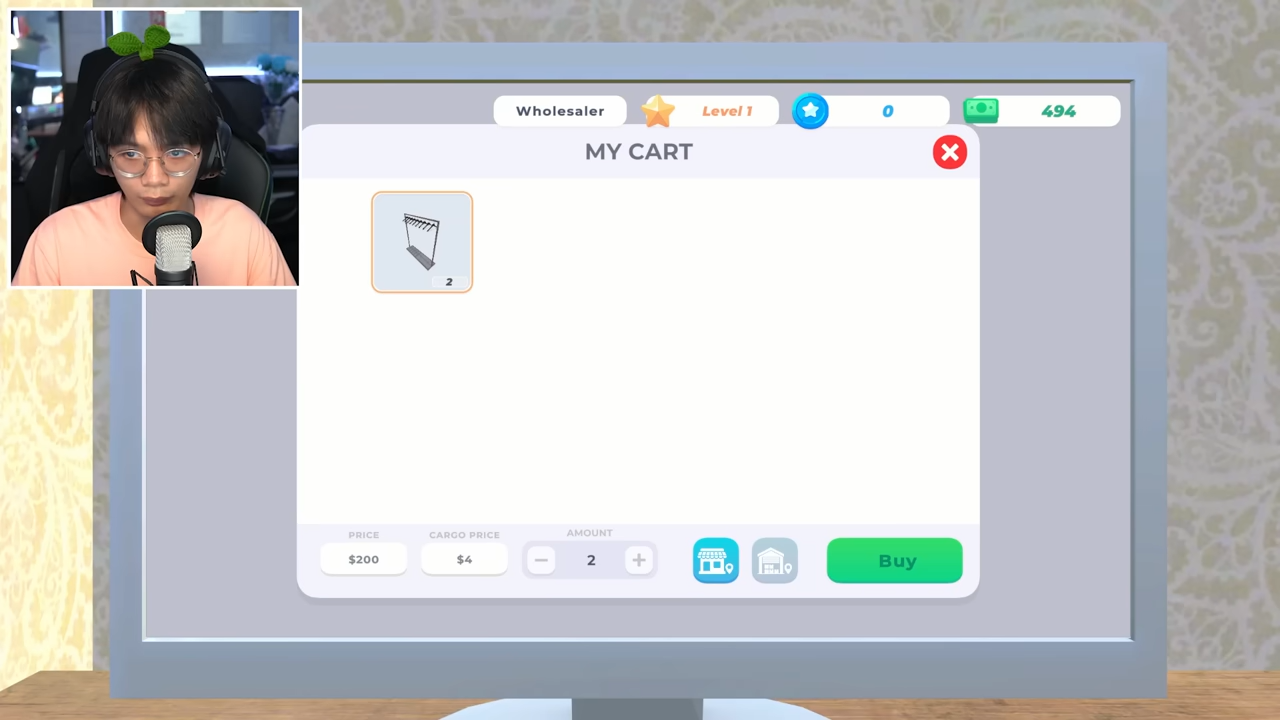 Wholesaler
Level 1
0
494
MY CART
2
PRICE
CARGO PRICE
AMOUNT
$200
$4
2
Buy